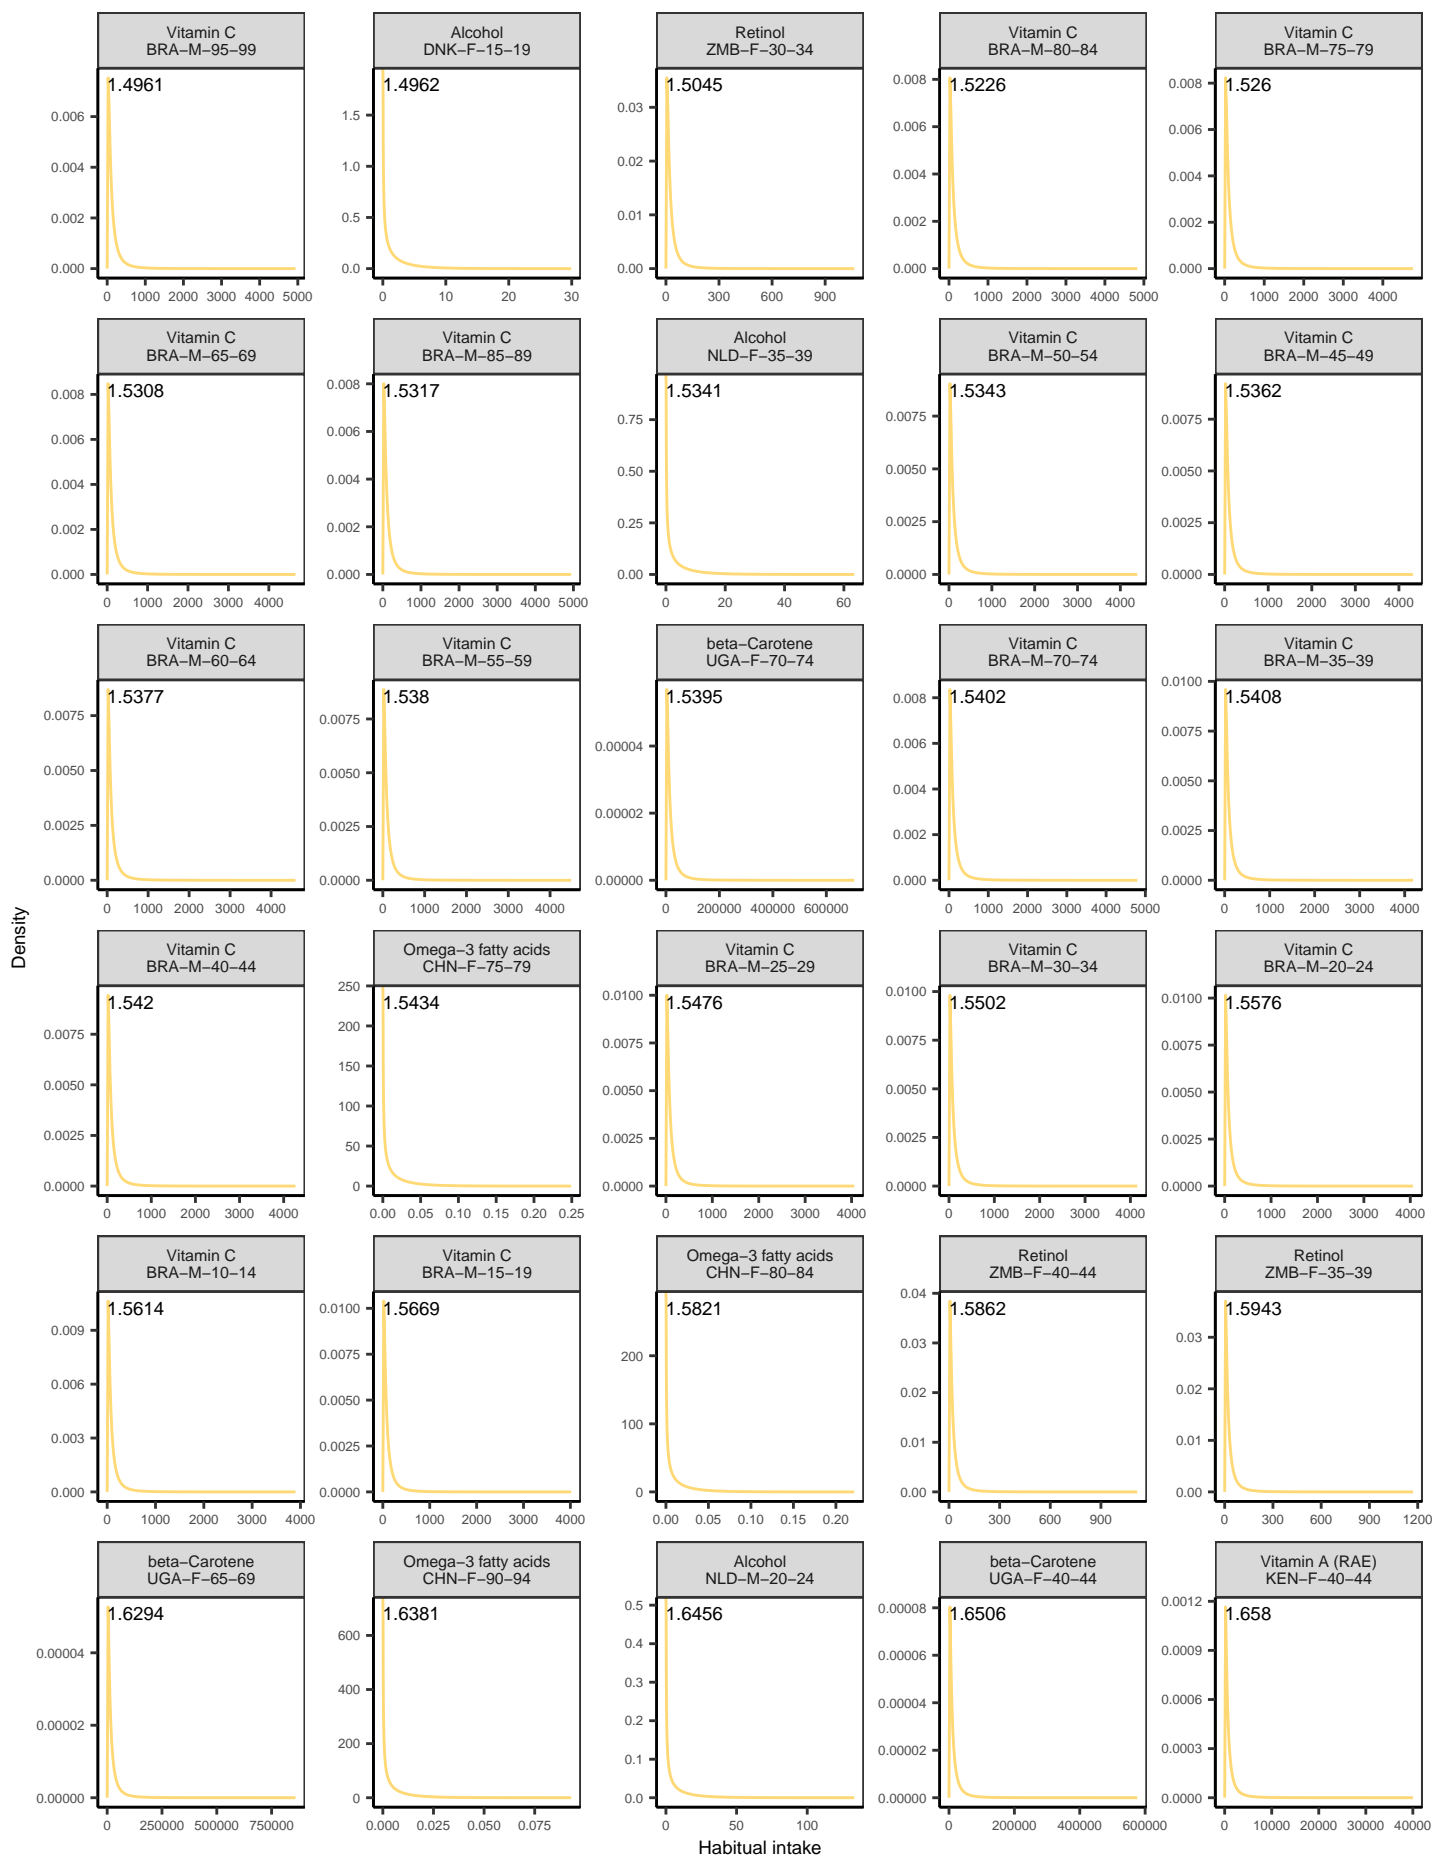 Vitamin C
BRA−M−95−99
Alcohol
DNK−F−15−19
Retinol
ZMB−F−30−34
Vitamin C
BRA−M−80−84
Vitamin C
BRA−M−75−79
1.4961
1.4962
1.5045
1.5226
1.526
0.006
0.004
0.002
0.000
1.5
1.0
0.5
0.0
0.03
0.02
0.01
0.00
0.008
0.006
0.004
0.002
0.000
0.008
0.006
0.004
0.002
0.000
0 1000 2000 3000 4000 5000
0 10 20 30
0 300 600 900
0 1000 2000 3000 4000 5000
0 1000 2000 3000 4000
Vitamin C
BRA−M−65−69
Vitamin C
BRA−M−85−89
Alcohol
NLD−F−35−39
Vitamin C
BRA−M−50−54
Vitamin C
BRA−M−45−49
1.5308
1.5317
1.5341
1.5343
1.5362
0.008
0.006
0.004
0.002
0.000
0.008
0.006
0.004
0.002
0.000
0.75
0.50
0.25
0.00
0.0075
0.0050
0.0025
0.0000
0.0075
0.0050
0.0025
0.0000
0 1000 2000 3000 4000
0 1000 2000 3000 4000 5000
0 20 40 60
0 1000 2000 3000 4000
0 1000 2000 3000 4000
Vitamin C
BRA−M−60−64
Vitamin C
BRA−M−55−59
beta−Carotene
UGA−F−70−74
Vitamin C
BRA−M−70−74
Vitamin C
BRA−M−35−39
1.5377
1.538
1.5395
1.5402
1.5408
0.0075
0.0050
0.0025
0.0000
0.0075
0.0050
0.0025
0.0000
0.00004
0.00002
0.00000
0.008
0.006
0.004
0.002
0.000
0.0100
0.0075
0.0050
0.0025
0.0000
0 1000 2000 3000 4000
0 1000 2000 3000 4000
0 200000 400000 600000
0 1000 2000 3000 4000 5000
0 1000 2000 3000 4000
Density
Vitamin C
BRA−M−40−44
Omega−3 fatty acids
CHN−F−75−79
Vitamin C
BRA−M−25−29
Vitamin C
BRA−M−30−34
Vitamin C
BRA−M−20−24
1.542
1.5434
1.5476
1.5502
1.5576
0.0075
0.0050
0.0025
0.0000
250
200
150
100
50
0
0.0100
0.0075
0.0050
0.0025
0.0000
0.0100
0.0075
0.0050
0.0025
0.0000
0.0100
0.0075
0.0050
0.0025
0.0000
0 1000 2000 3000 4000
0.00 0.05 0.10 0.15 0.20 0.25
0 1000 2000 3000 4000
0 1000 2000 3000 4000
0 1000 2000 3000 4000
Vitamin C
BRA−M−10−14
Vitamin C
BRA−M−15−19
Omega−3 fatty acids
CHN−F−80−84
Retinol
ZMB−F−40−44
Retinol
ZMB−F−35−39
1.5614
1.5669
1.5821
1.5862
1.5943
0.009
0.006
0.003
0.000
0.0100
0.0075
0.0050
0.0025
0.0000
200
100
0
0.04
0.03
0.02
0.01
0.00
0.03
0.02
0.01
0.00
0 1000 2000 3000 4000
0 1000 2000 3000 4000
0.00 0.05 0.10 0.15 0.20
0 300 600 900
0 300 600 900 1200
beta−Carotene
UGA−F−65−69
Omega−3 fatty acids
CHN−F−90−94
Alcohol
NLD−M−20−24
beta−Carotene
UGA−F−40−44
Vitamin A (RAE)
KEN−F−40−44
1.6294
1.6381
1.6456
1.6506
1.658
0.00004
0.00002
0.00000
600
400
200
0
0.5
0.4
0.3
0.2
0.1
0.0
0.00008
0.00006
0.00004
0.00002
0.00000
0.0012
0.0009
0.0006
0.0003
0.0000
0 250000 500000 750000
0.000 0.025 0.050 0.075
0 50 100
0 200000 400000 600000
0 10000 20000 30000 40000
Habitual intake